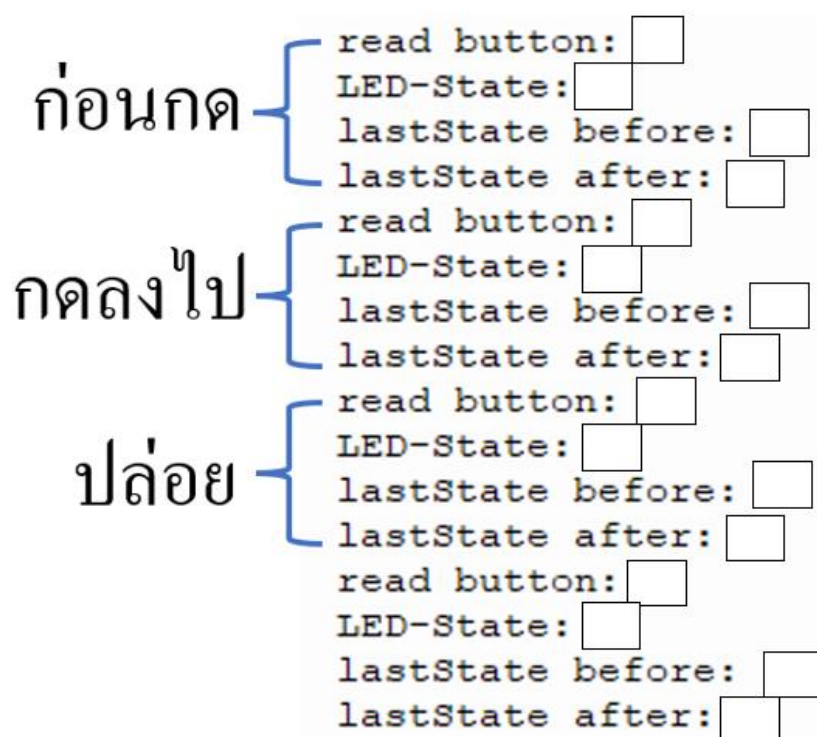 ก่อนกด
read button:
LED-State:
lastState before:
lastState after:
กดลงไป
read button:
LED-State:
lastState before:
lastState after:
ปล่อย
read button:
LED-State:
lastState before:
lastState after:
read button:
LED-State:
lastState before:
lastState after: